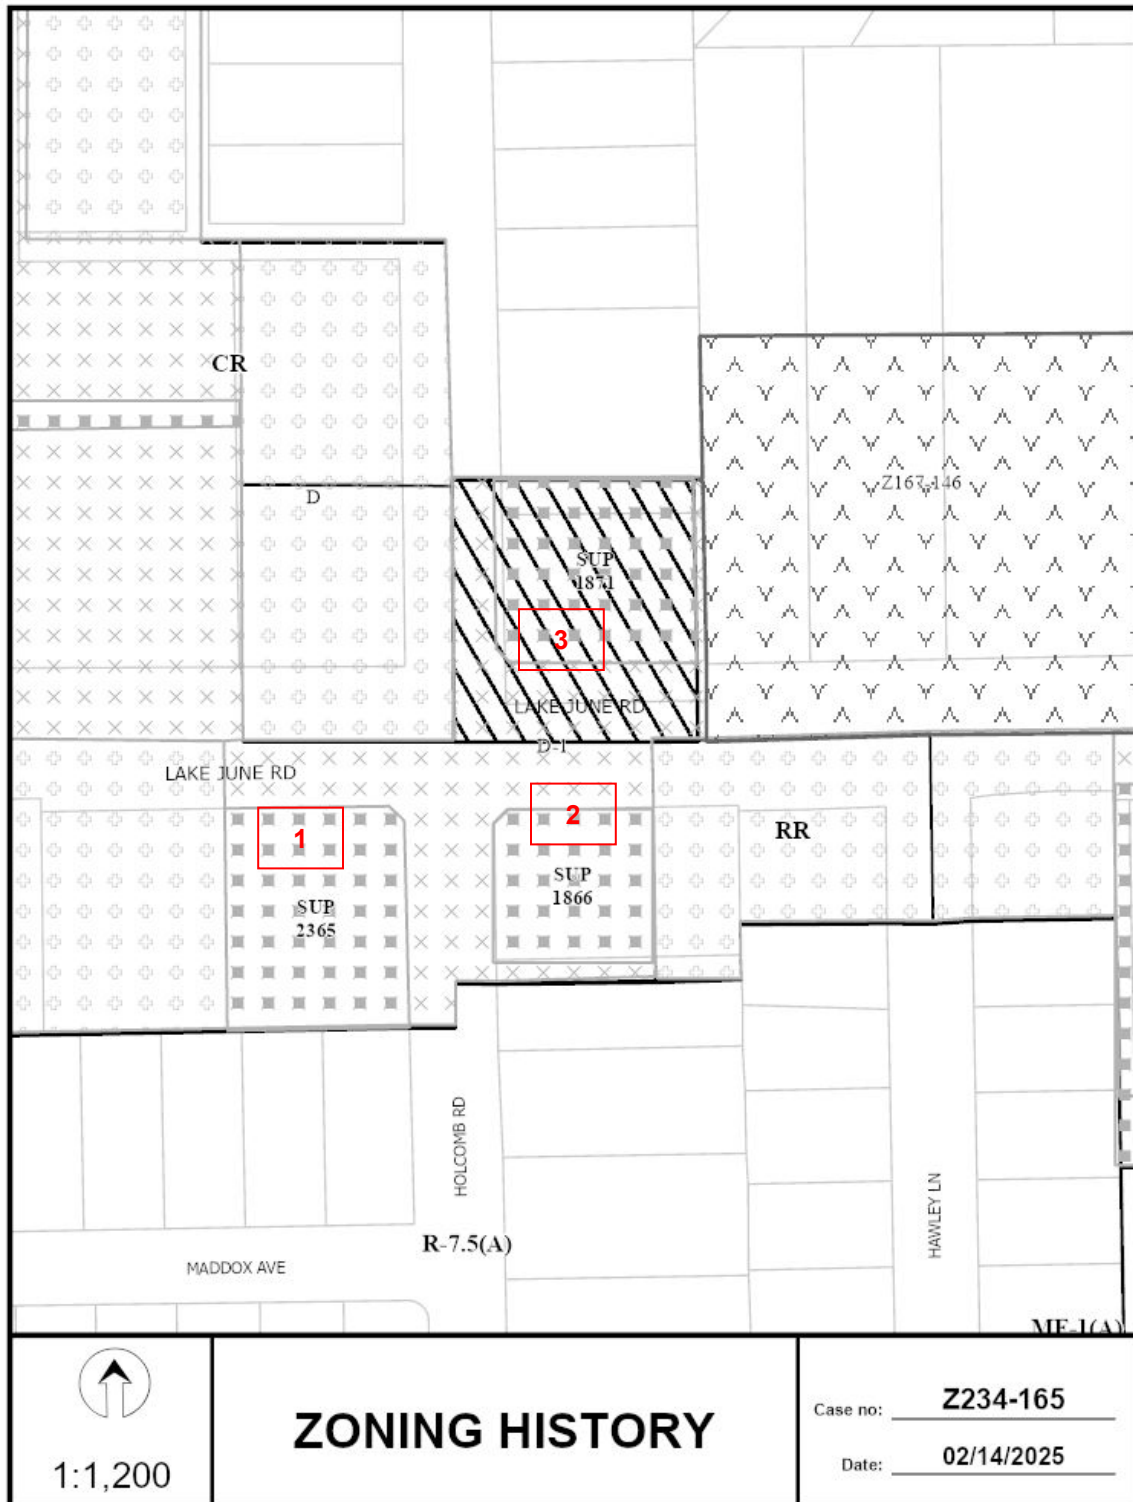 CR
D
Z167-146
SUP
1871
3
LAKE JUNE RD
D-1
LAKE JUNE RD
1
2
RR
SUP
2365
SUP
1866
HOLCOMB RD
HAWLEY LN
R-7.5(A)
MADDOX AVE
MF-1(A)
1:1,200
ZONING HISTORY
Case no: Z234-165
Date: 02/14/2025